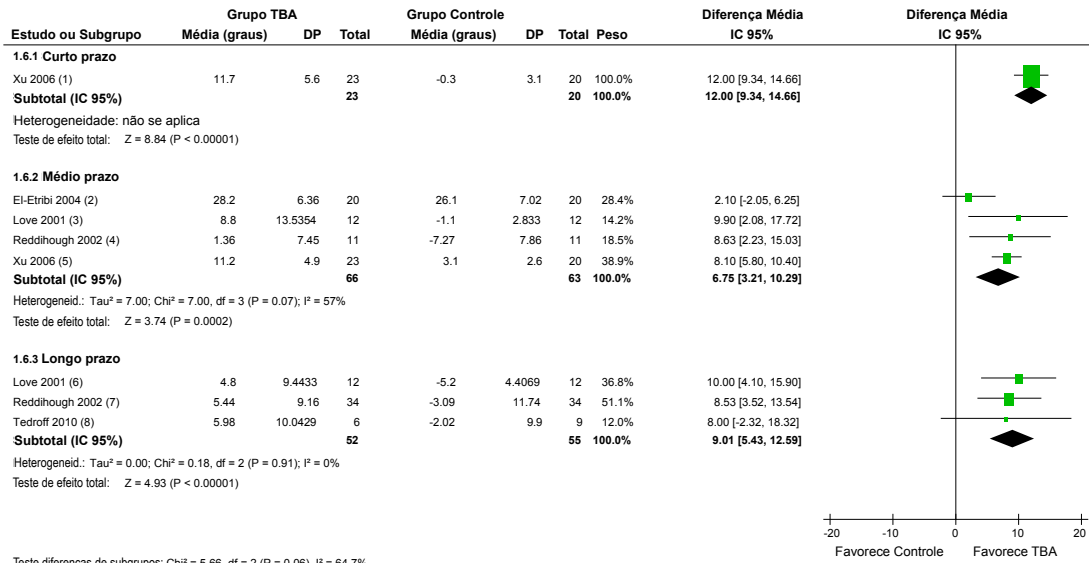 Grupo TBA Grupo Controle Diferença Média Diferença Média
Estudo ou Subgrupo Média (graus) DP Total Média (graus) DP Total Peso IC 95% IC 95%
1.6.1 Curto prazo
Xu 2006 (1) 11.7 5.6 23 -0.3 3.1 20 100.0% 12.00 [9.34, 14.66]
Subtotal (IC 95%) 23 20 100.0% 12.00 [9.34, 14.66]
Heterogeneidade: não se aplica
Teste de efeito total: Z = 8.84 (P < 0.00001)
1.6.2 Médio prazo
El-Etribi 2004 (2) 28.2 6.36 20 26.1 7.02 20 28.4% 2.10 [-2.05, 6.25]
Love 2001 (3) 8.8 13.5354 12 -1.1 2.833 12 14.2% 9.90 [2.08, 17.72]
Reddihough 2002 (4) 1.36 7.45 11 -7.27 7.86 11 18.5% 8.63 [2.23, 15.03]
Xu 2006 (5) 11.2 4.9 23 3.1 2.6 20 38.9% 8.10 [5.80, 10.40]
Subtotal (IC 95%) 66 63 100.0% 6.75 [3.21, 10.29]
Heterogeneid.: Tau² = 7.00; Chi² = 7.00, df = 3 (P = 0.07); I² = 57%
Teste de efeito total: Z = 3.74 (P = 0.0002)
1.6.3 Longo prazo
Love 2001 (6) 4.8 9.4433 12 -5.2 4.4069 12 36.8% 10.00 [4.10, 15.90]
Reddihough 2002 (7) 5.44 9.16 34 -3.09 11.74 34 51.1% 8.53 [3.52, 13.54]
Tedroff 2010 (8) 5.98 10.0429 6 -2.02 9.9 9 12.0% 8.00 [-2.32, 18.32]
Subtotal (IC 95%) 52 55 100.0% 9.01 [5.43, 12.59]
Heterogeneid.: Tau² = 0.00; Chi² = 0.18, df = 2 (P = 0.91); I² = 0%
Teste de efeito total: Z = 4.93 (P < 0.00001)
-20 -10 0 10 20
Favorece Controle Favorece TBA
Teste diferenças de subgrupos: Chi² = 5.66, df = 2 (P = 0.06), I² = 64.7%